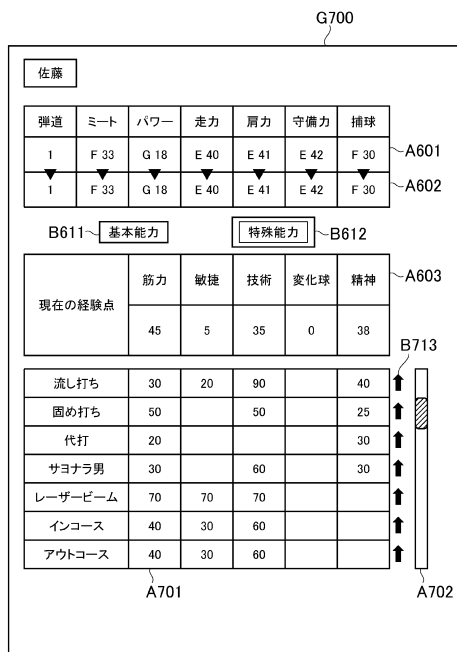 G700
佐藤
弾道 ミート パワー 走力 肩力 守備力 捕球
1 F 33 G 18 E 40 E 41 E 42 F 30 A601
1 F 33 G 18 E 40 E 41 E 42 F 30 A602
B611 基本能力 特殊能力 B612
現在の経験点 筋力 敏捷 技術 変化球 精神 A603
45 5 35 0 38
B713
流し打ち 30 20 90 40
固め打ち 50 50 25
代打 20 30
サヨナラ男 30 60 30
レーザービーム 70 70 70
インコース 40 30 60
アウトコース 40 30 60
A701 A702